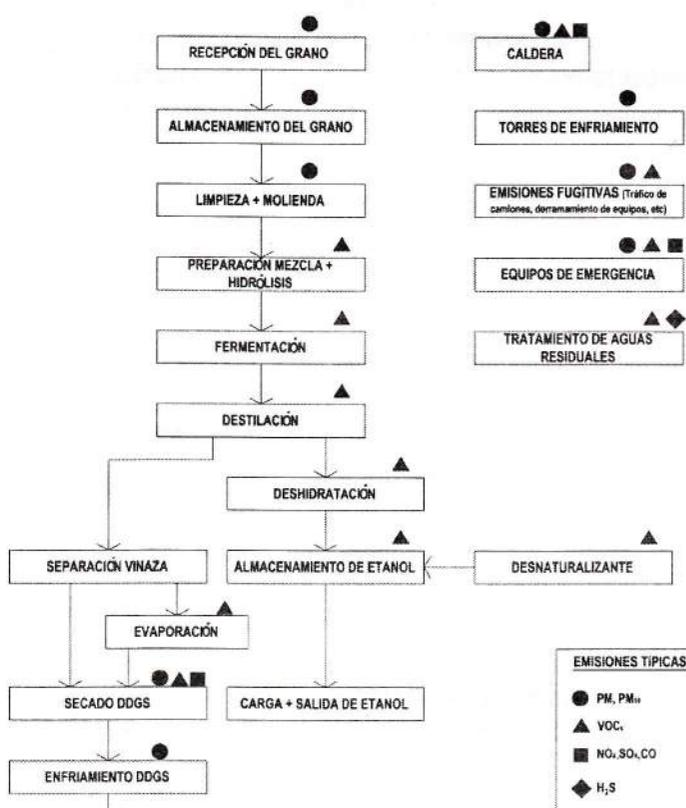 RECEPCIÓN DEL GRANO
CALDERA
ALMACENAMIENTO DEL GRANO
TORRES DE ENFRIAMIENTO
LIMPIEZA + MOLIENDA
EMISIONES FUGITIVAS (Tráfico de
camiones, derramamiento de equipos, etc)
PREPARACIÓN MEZCLA +
HIDRÓLISIS
EQUIPOS DE EMERGENCIA
FERMENTACIÓN
TRATAMIENTO DE AGUAS
RESIDUALES
DESTILACIÓN
DESHIDRATACIÓN
SEPARACIÓN VINAZA
ALMACENAMIENTO DE ETANOL
DESNATURALIZANTE
EVAPORACIÓN
SECADO DDGS
CARGA + SALIDA DE ETANOL
ENFRIAMIENTO DDGS
EMISIONES TÍPICAS
PM, PM₁₀
VOCₛ
NOₓ,SOₓ,CO
H₂S